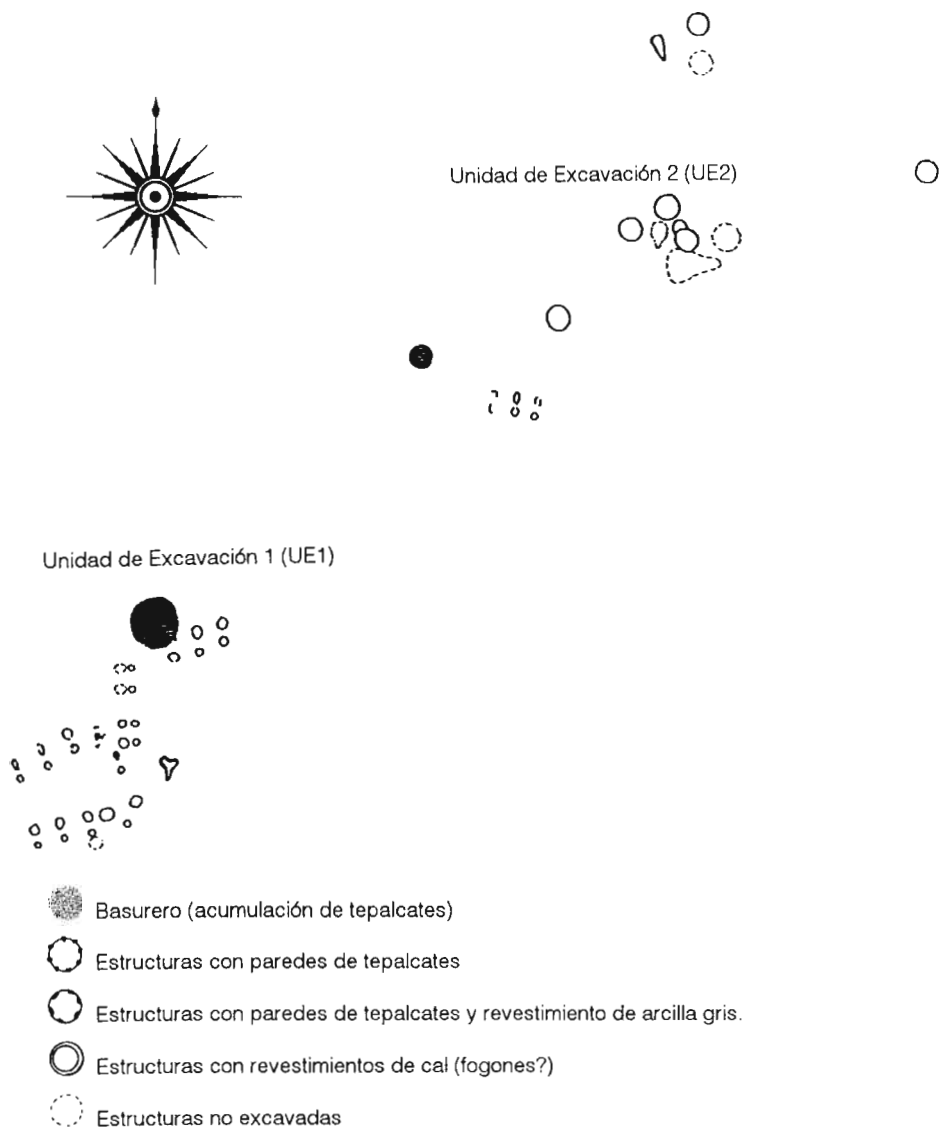 Unidad de Excavación 2 (UE2)
Unidad de Excavación 1 (UE1)
Basurero (acumulación de tepalcates)
Estructuras con paredes de tepalcates
Estructuras con paredes de tepalcates y revestimiento de arcilla gris.
Estructuras con revestimientos de cal (fogones?)
Estructuras no excavadas